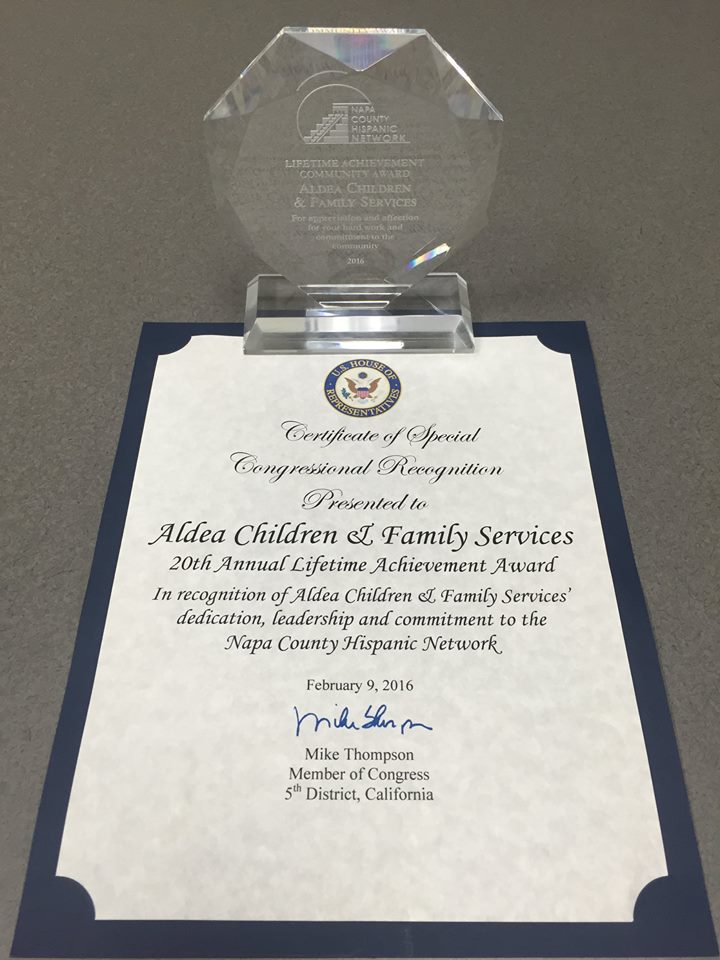 COMMUNITY AWARD
NAPA
COUNTY
HISPANIC
NETWORK
LIFETIME ACHIEVEMENT
COMMUNITY AWARD
ALDEA CHILDREN
& FAMILY SERVICES
For appreciation and affection
for your hard work and
commitment to the
community
2016
U.S. HOUSE OF
REPRESENTATIVES
Certificate of Special
Congressional Recognition
Presented to
Aldea Children & Family Services
20th Annual Lifetime Achievement Award
In recognition of Aldea Children & Family Services'
dedication, leadership and commitment to the
Napa County Hispanic Network
February 9, 2016
Mike Thompson
Mike Thompson
Member of Congress
5th District, California